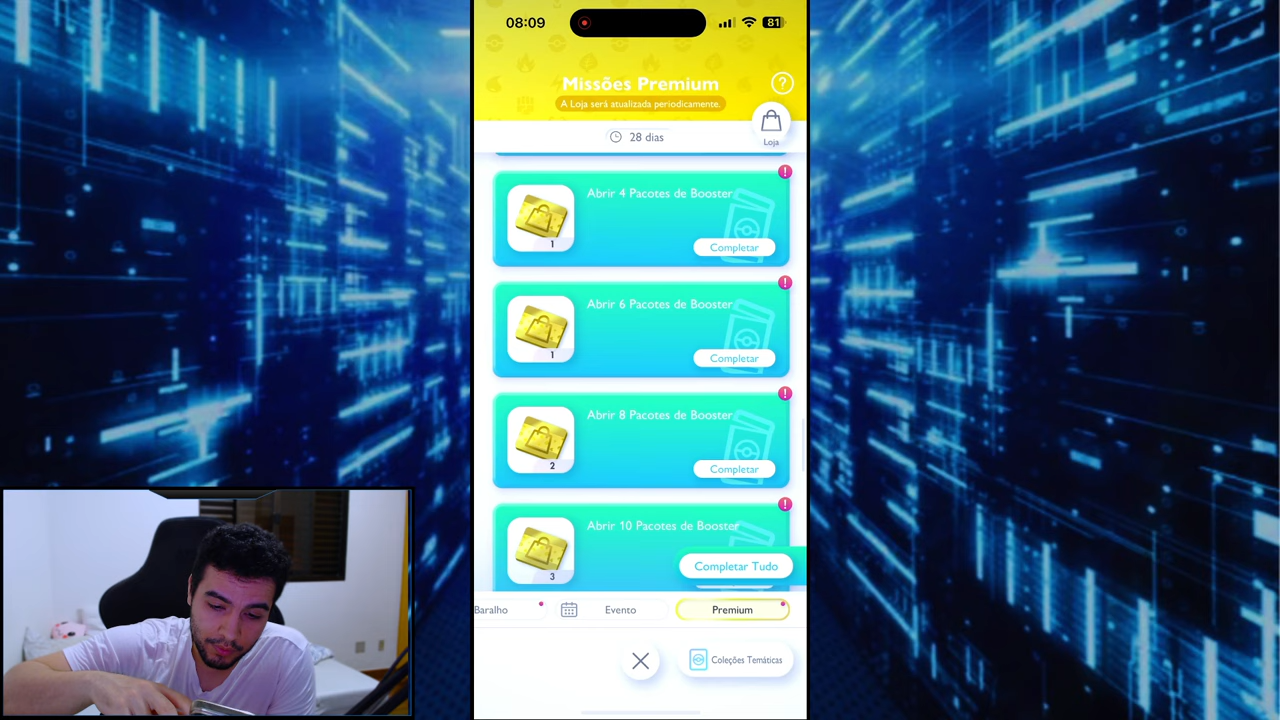 08:09
81
Missões Premium
A Loja será atualizada periodicamente.
?
28 dias
Loja
!
Abrir 4 Pacotes de Booster
1
Completar
!
Abrir 6 Pacotes de Booster
1
Completar
!
Abrir 8 Pacotes de Booster
2
Completar
!
Abrir 10 Pacotes de Booster
3
Completar Tudo
Baralho
Evento
Premium
Coleções Temáticas